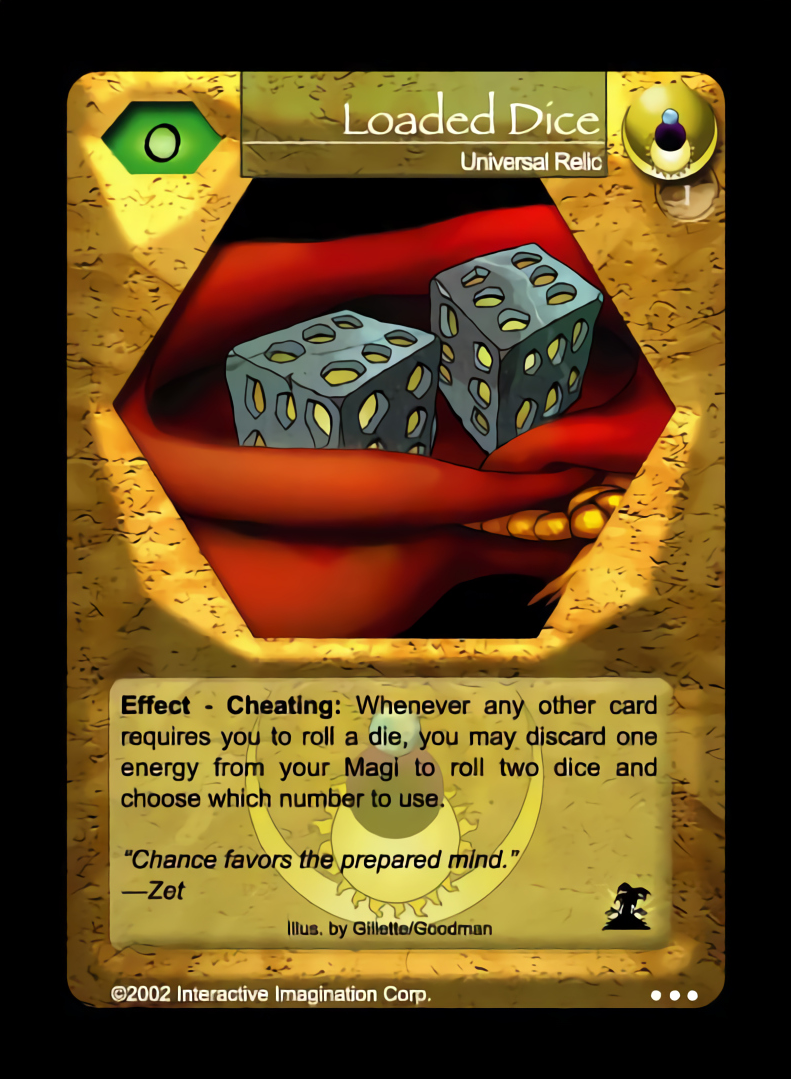 0
Loaded Dice
Universal Relic
1
Effect - Cheating: Whenever any other card
requires you to roll a die, you may discard one
energy from your Magi to roll two dice and
choose which number to use.
"Chance favors the prepared mind."
—Zet
Illus. by Gillette/Goodman
©2002 Interactive Imagination Corp.